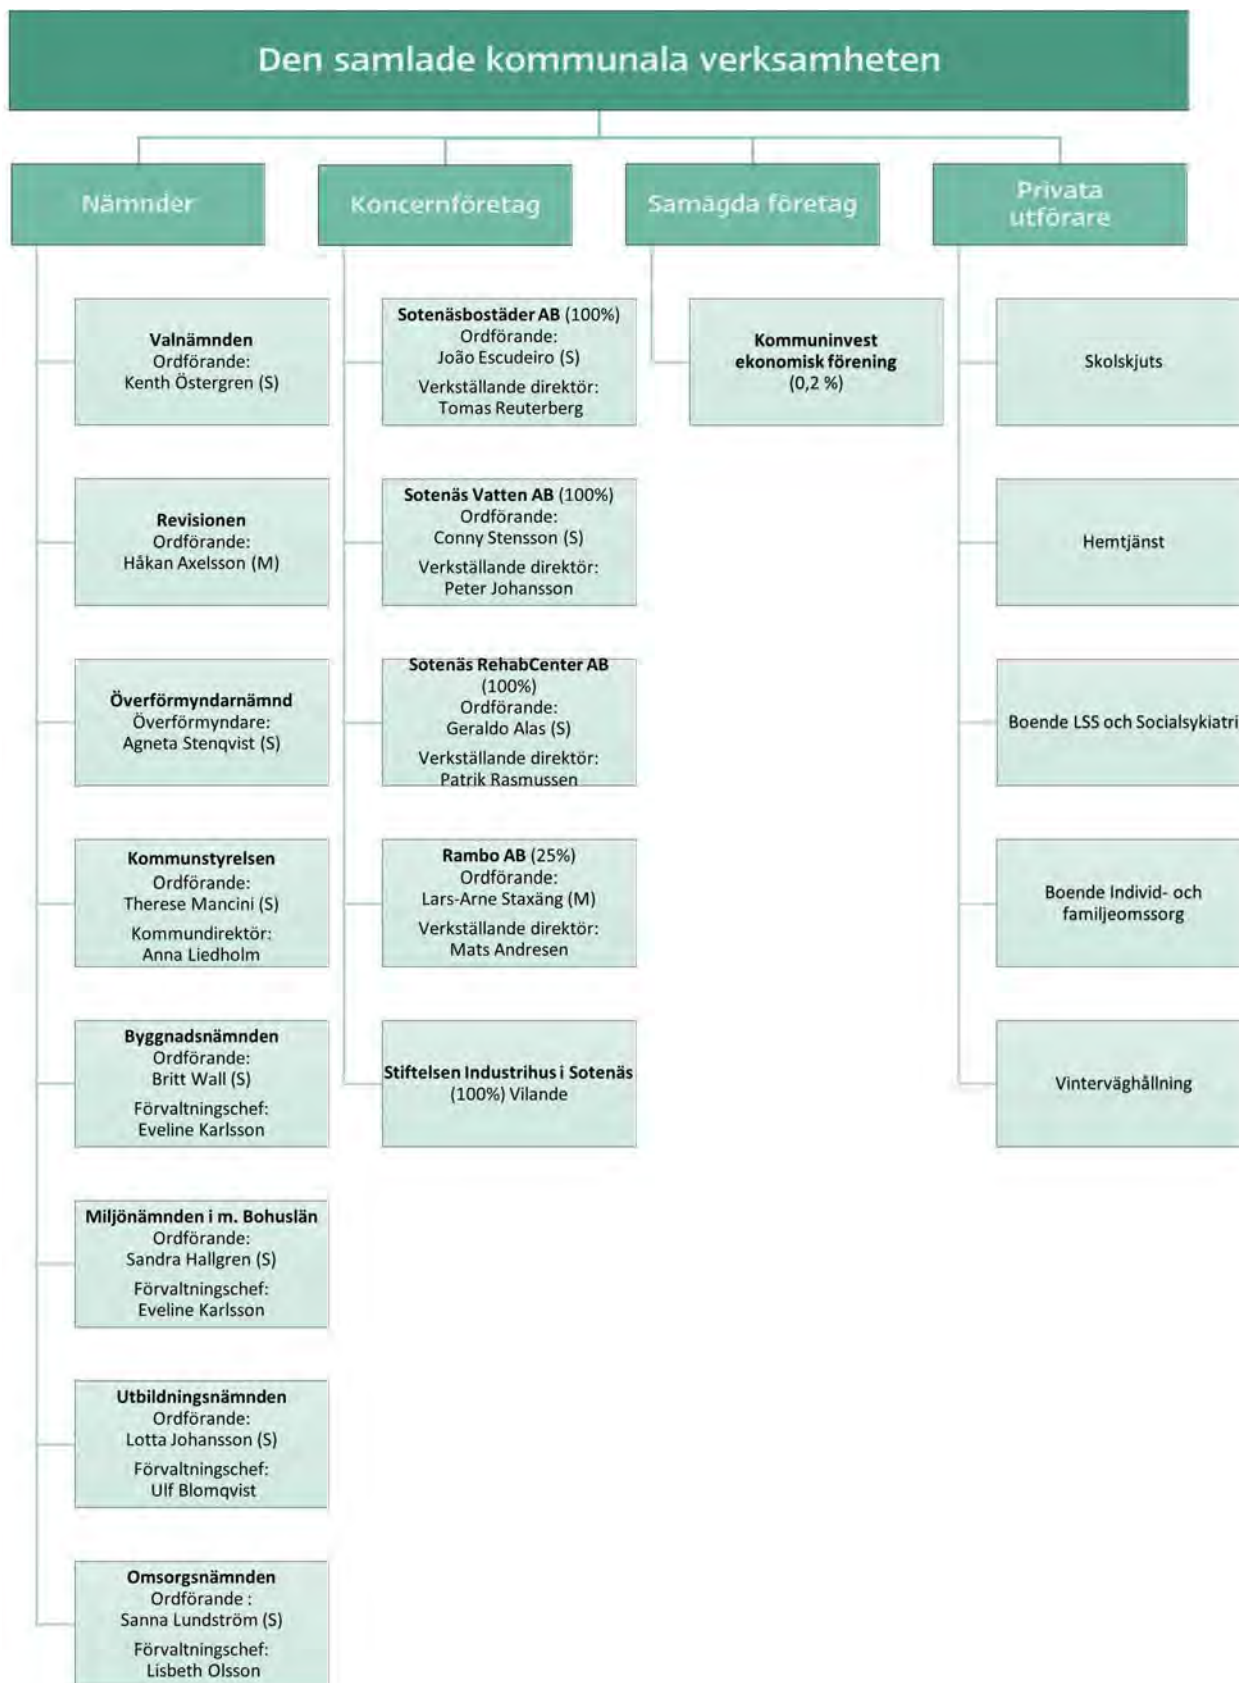 Den samlade kommunala verksamheten
Nämnder
Valnämnden
Ordförande:
Kenth Östergren (S)
Revisionen
Ordförande:
Håkan Axelsson (M)
Överförmyndarnämnd
Överförmyndare:
Agneta Stenqvist (S)
Kommunstyrelsen
Ordförande:
Therese Mancini (S)
Kommundirektör:
Anna Liedholm
Byggnadsnämnden
Ordförande:
Britt Wall (S)
Förvaltningschef:
Eveline Karlsson
Miljönämnden i m. Bohuslän
Ordförande:
Sandra Hallgren (S)
Förvaltningschef:
Eveline Karlsson
Utbildningsnämnden
Ordförande:
Lotta Johansson (S)
Förvaltningschef:
Ulf Blomqvist
Omsorgsnämnden
Ordförande :
Sanna Lundström (S)
Förvaltningschef:
Lisbeth Olsson
Koncernföretag
Sotenäsbostäder AB (100%)
Ordförande:
João Escudeiro (S)
Verkställande direktör:
Tomas Reuterberg
Sotenäs Vatten AB (100%)
Ordförande:
Conny Stensson (S)
Verkställande direktör:
Peter Johansson
Sotenäs RehabCenter AB
(100%)
Ordförande:
Geraldo Alas (S)
Verkställande direktör:
Patrik Rasmussen
Rambo AB (25%)
Ordförande:
Lars-Arne Staxäng (M)
Verkställande direktör:
Mats Andresen
Stiftelsen Industrihus i Sotenäs
(100%) Vilande
Samägda företag
Kommuninvest
ekonomisk förening
(0,2 %)
Privata
utförare
Skolskjuts
Hemtjänst
Boende LSS och Socialsykiatri
Boende Individ- och
familjeomssorg
Vinterväghållning